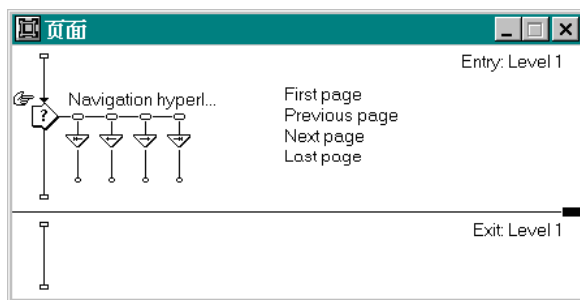 页面
Entry: Level 1
Navigation hyperl...
First page
Previous page
Next page
Last page
?
Exit: Level 1